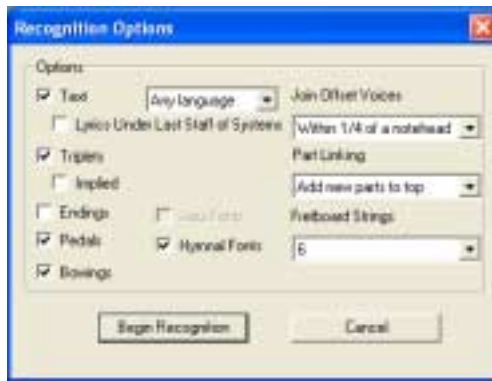 Recognition Options
Options
Text
Any language
Lyrics Under Last Staff of Systems
Triplets
Implied
Endings
Pedals
Hymnal Fonts
Bowings
Join Offset Voices
Within 1/4 of a notehead
Part Linking
Add new parts to top
Fretboard Strings
6
Begin Recognition
Cancel